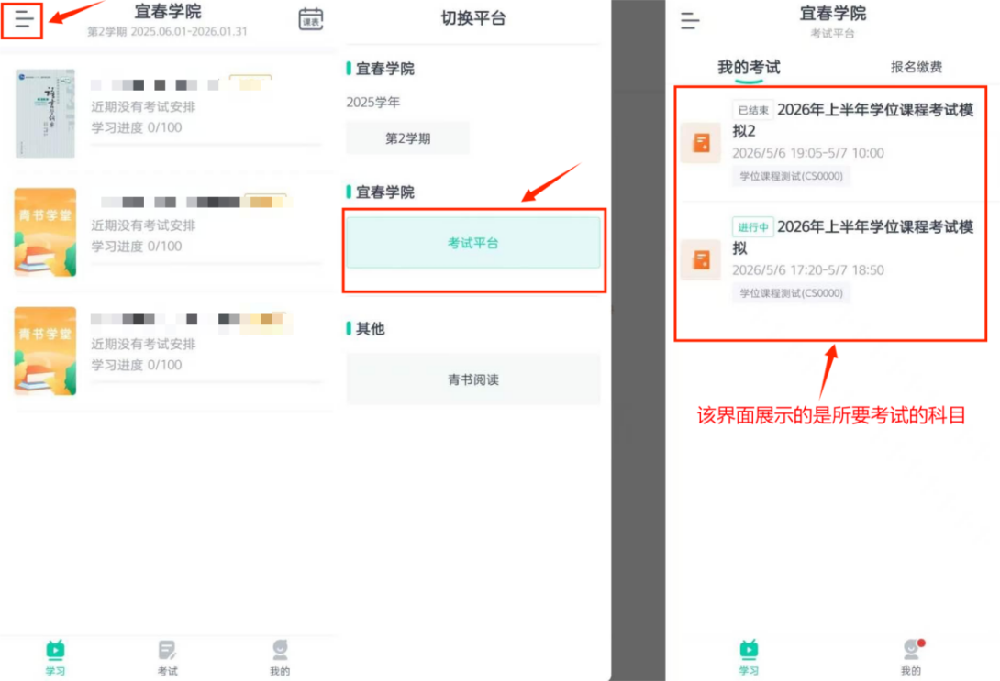 宜春学院
第2学期 2025.06.01-2026.01.31
课表
近期没有考试安排
学习进度 0/100
青书学堂
近期没有考试安排
学习进度 0/100
青书学堂
近期没有考试安排
学习进度 0/100
学习
考试
我的
切换平台
宜春学院
2025学年
第2学期
宜春学院
考试平台
其他
青书阅读
宜春学院
考试平台
我的考试
报名缴费
已结束 2026年上半年学位课程考试模
拟2
2026/5/6 19:05-5/7 10:00
学位课程测试(CS0000)
进行中 2026年上半年学位课程考试模
拟
2026/5/6 17:20-5/7 18:50
学位课程测试(CS0000)
该界面展示的是所要考试的科目
学习
我的